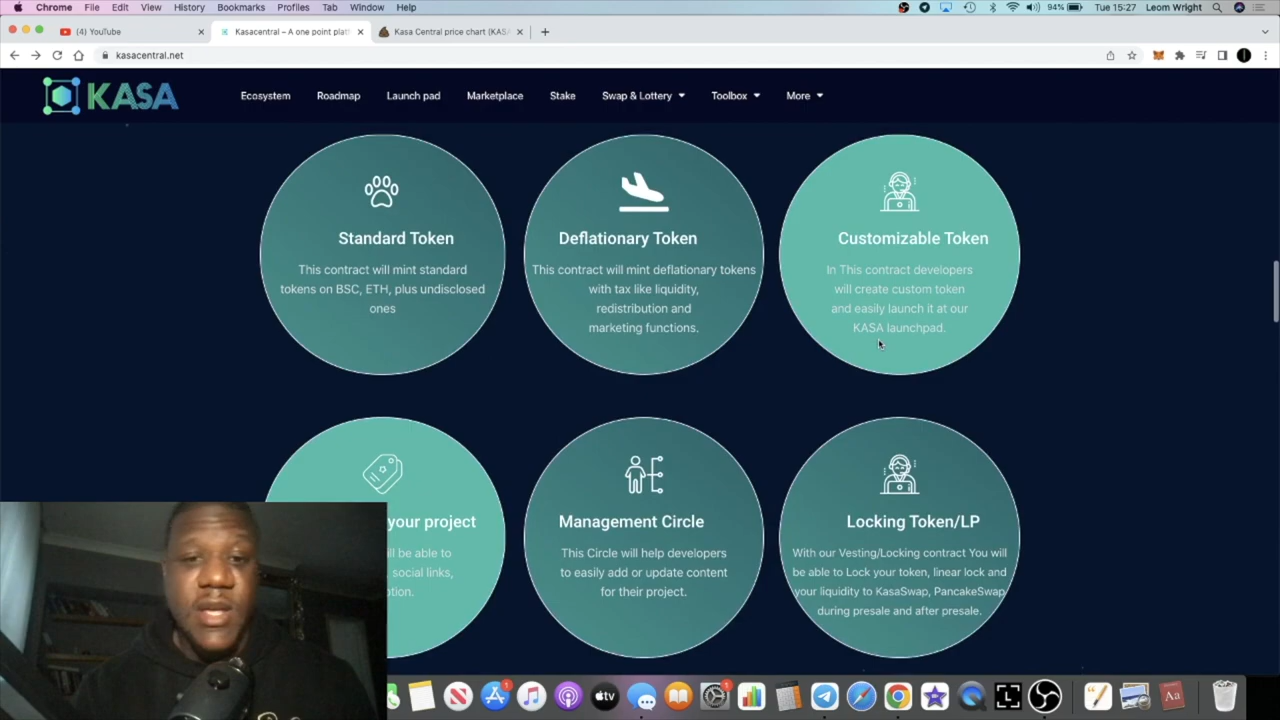 Chrome File Edit View History Bookmarks Profiles Tab Window Help 94% Tue 15:27 Leom Wright
(4) YouTube Kasacentral – A one point plat Kasa Central price chart (KASA
kasacentral.net
KASA Ecosystem Roadmap Launch pad Marketplace Stake Swap & Lottery Toolbox More
Standard Token
This contract will mint standard
tokens on BSC, ETH, plus undisclosed
ones
Deflationary Token
This contract will mint deflationary tokens
with tax like liquidity,
redistribution and
marketing functions.
Customizable Token
In This contract developers
will create custom token
and easily launch it at our
KASA launchpad.
your project
ll be able to
social links,
tion.
Management Circle
This Circle will help developers
to easily add or update content
for their project.
Locking Token/LP
With our Vesting/Locking contract You will
be able to Lock your token, linear lock and
your liquidity to KasaSwap, PancakeSwap
during presale and after presale.
tv
Aa